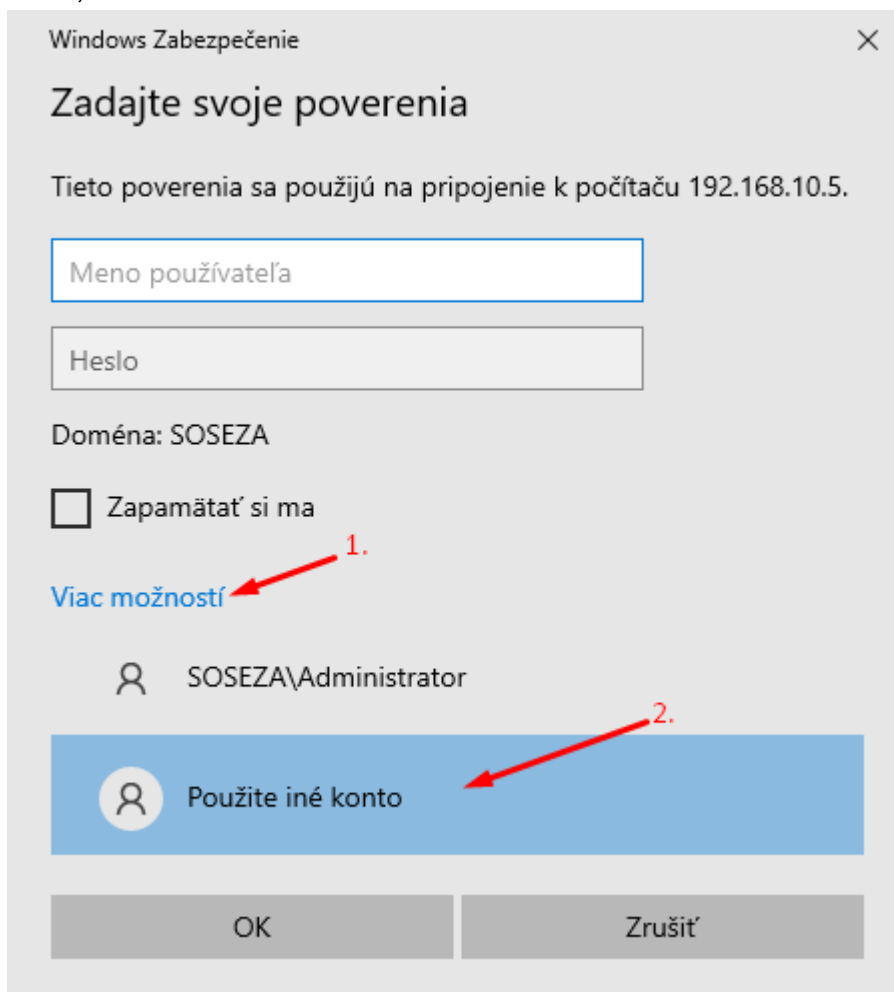 Windows Zabezpečenie
Zadajte svoje poverenia
Tieto poverenia sa použijú na pripojenie k počítaču 192.168.10.5.
Meno používateľa
Heslo
Doména: SOSEZA
Zapamätať si ma
1.
Viac možností
SOSEZA\Administrator
2.
Použite iné konto
OK
Zrušiť